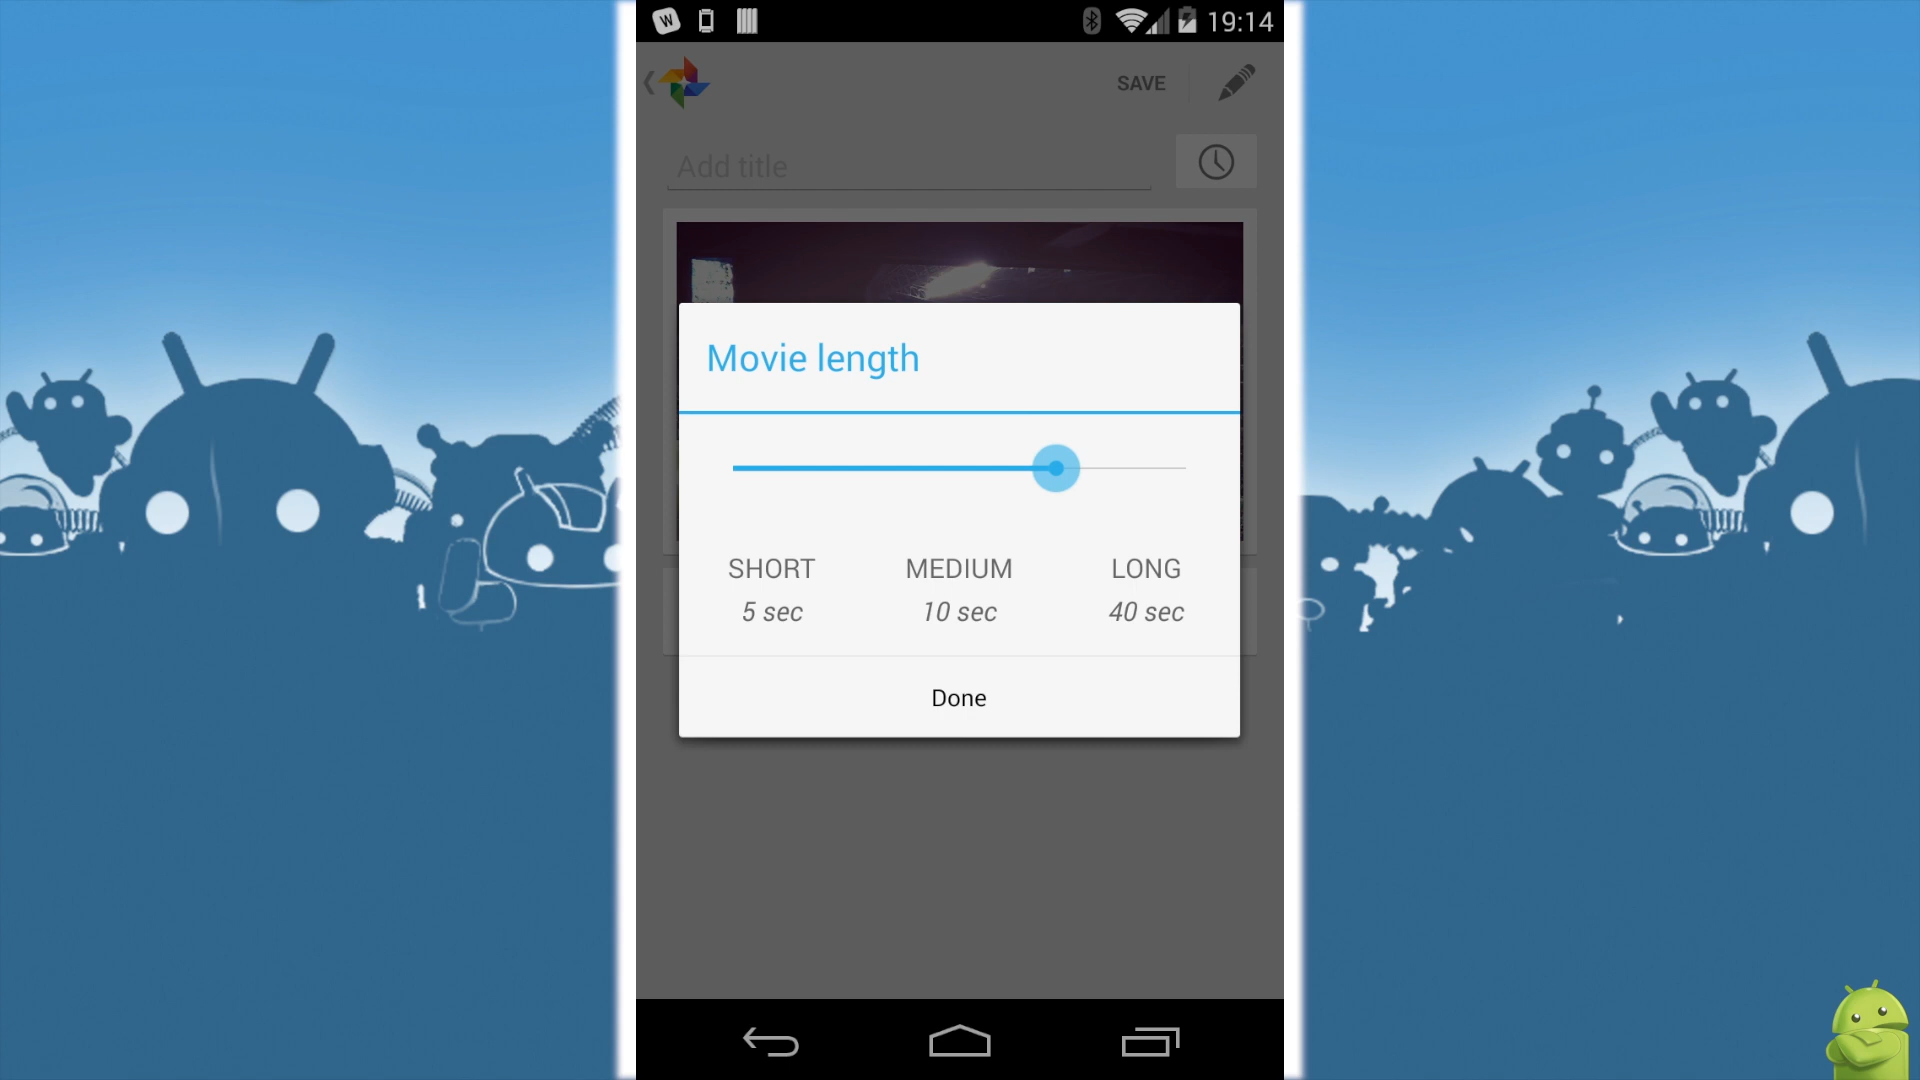 W
19:14
SAVE
Add title
Movie length
SHORT MEDIUM LONG
5 sec 10 sec 40 sec
Done